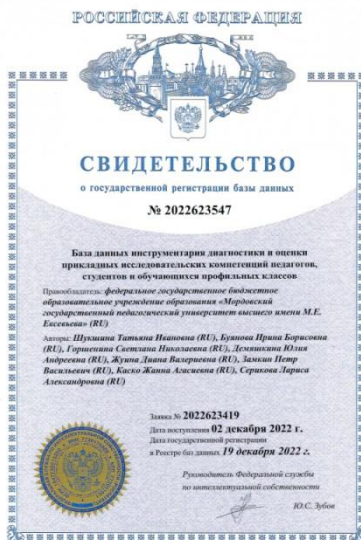 РОССИЙСКАЯ ФЕДЕРАЦИЯ
СВИДЕТЕЛЬСТВО
о государственной регистрации базы данных
№ 2022623547
База данных инструментария диагностики и оценки
прикладных исследовательских компетенций педагогов,
студентов и обучающихся профильных классов
Правообладатель: федеральное государственное бюджетное
образовательное учреждение образования «Мордовский
государственный педагогический университет высшего имени М.Е.
Евсевьева» (RU)
Авторы: Шукшина Татьяна Ивановна (RU), Буянова Ирина Борисовна
(RU), Горшенина Светлана Николаевна (RU), Демяшкина Юлия
Андреевна (RU), Жуина Диана Валериевна (RU), Замкин Петр
Васильевич (RU), Каско Жанна Агасиевна (RU), Серикова Лариса
Александровна (RU)
Заявка № 2022623419
Дата поступления 02 декабря 2022 г.
Дата государственной регистрации
в Реестре баз данных 19 декабря 2022 г.
Руководитель Федеральной службы
по интеллектуальной собственности
Ю.С. Зубов